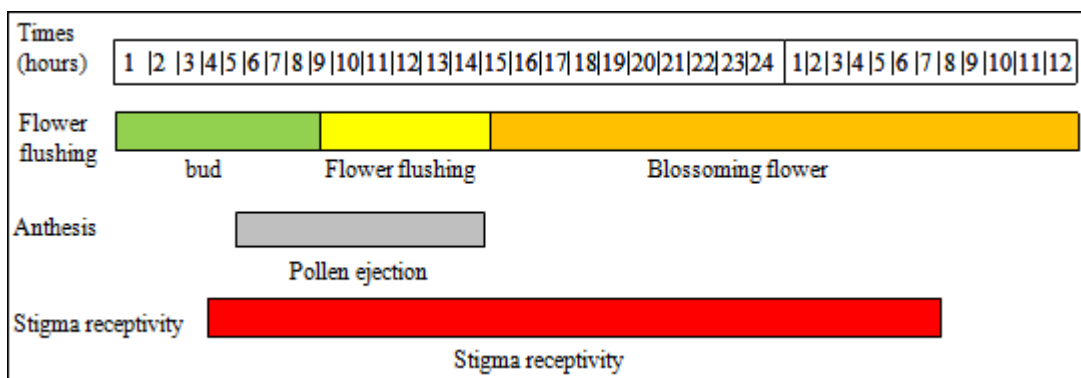 Times
(hours)
1 |2 |3|4|5|6|7|8|9|10|11|12|13|14|15|16|17|18|19|20|21|22|23|24 1|2|3|4|5|6|7|8|9|10|11|12
Flower
flushing
bud Flower flushing Blossoming flower
Anthesis
Pollen ejection
Stigma receptivity
Stigma receptivity